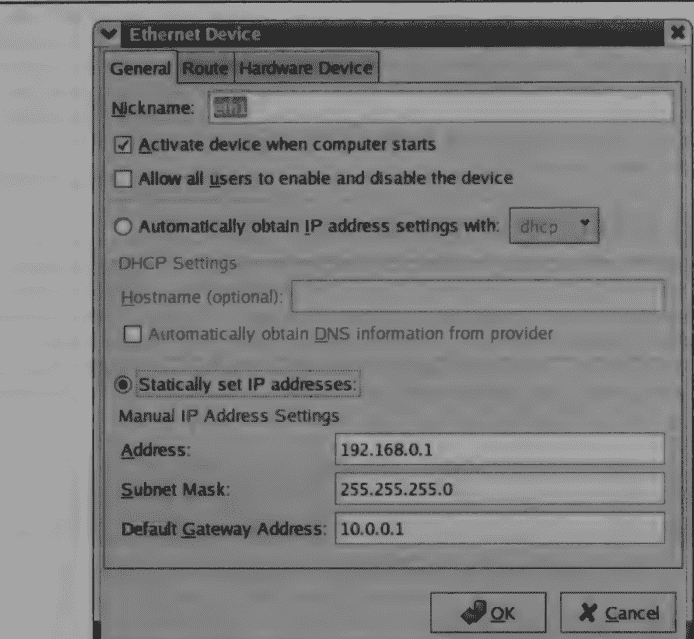 Ethernet Device
General Route Hardware Device
Nickname: eth1
Activate device when computer starts
Allow all users to enable and disable the device
Automatically obtain IP address settings with: dhcp
DHCP Settings
Hostname (optional):
Automatically obtain DNS information from provider
Statically set IP addresses:
Manual IP Address Settings
Address: 192.168.0.1
Subnet Mask: 255.255.255.0
Default Gateway Address: 10.0.0.1
OK Cancel